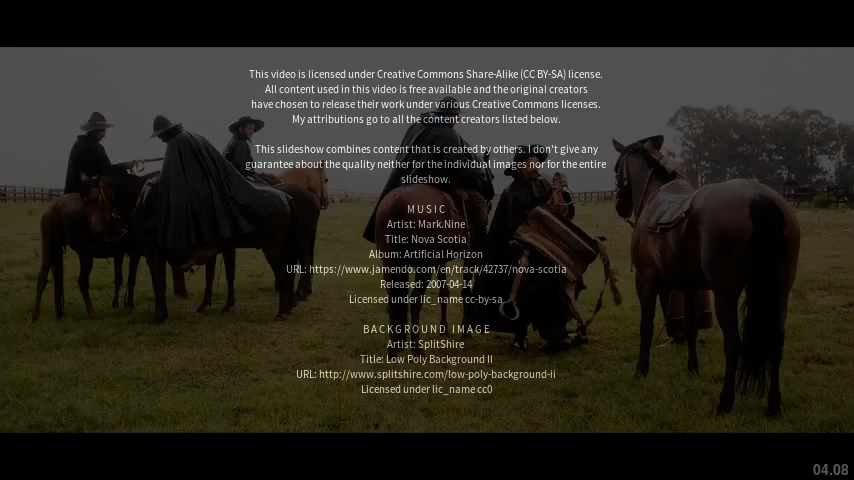 This video is licensed under Creative Commons Share-Alike (CC BY-SA) license.
All content used in this video is free available and the original creators
have chosen to release their work under various Creative Commons licenses.
My attributions go to all the content creators listed below.
This slideshow combines content that is created by others. I don't give any
guarantee about the quality neither for the individual images nor for the entire
slideshow.
MUSIC
Artist: Mark.Nine
Title: Nova Scotia
Album: Artificial Horizon
URL: https://www.jamendo.com/en/track/42737/nova-scotia
Released: 2007-04-14
Licensed under lic_name cc-by-sa
BACKGROUND IMAGE
Artist: SplitShire
Title: Low Poly Background II
URL: http://www.splitshire.com/low-poly-background-ii
Licensed under lic_name cc0
04.08